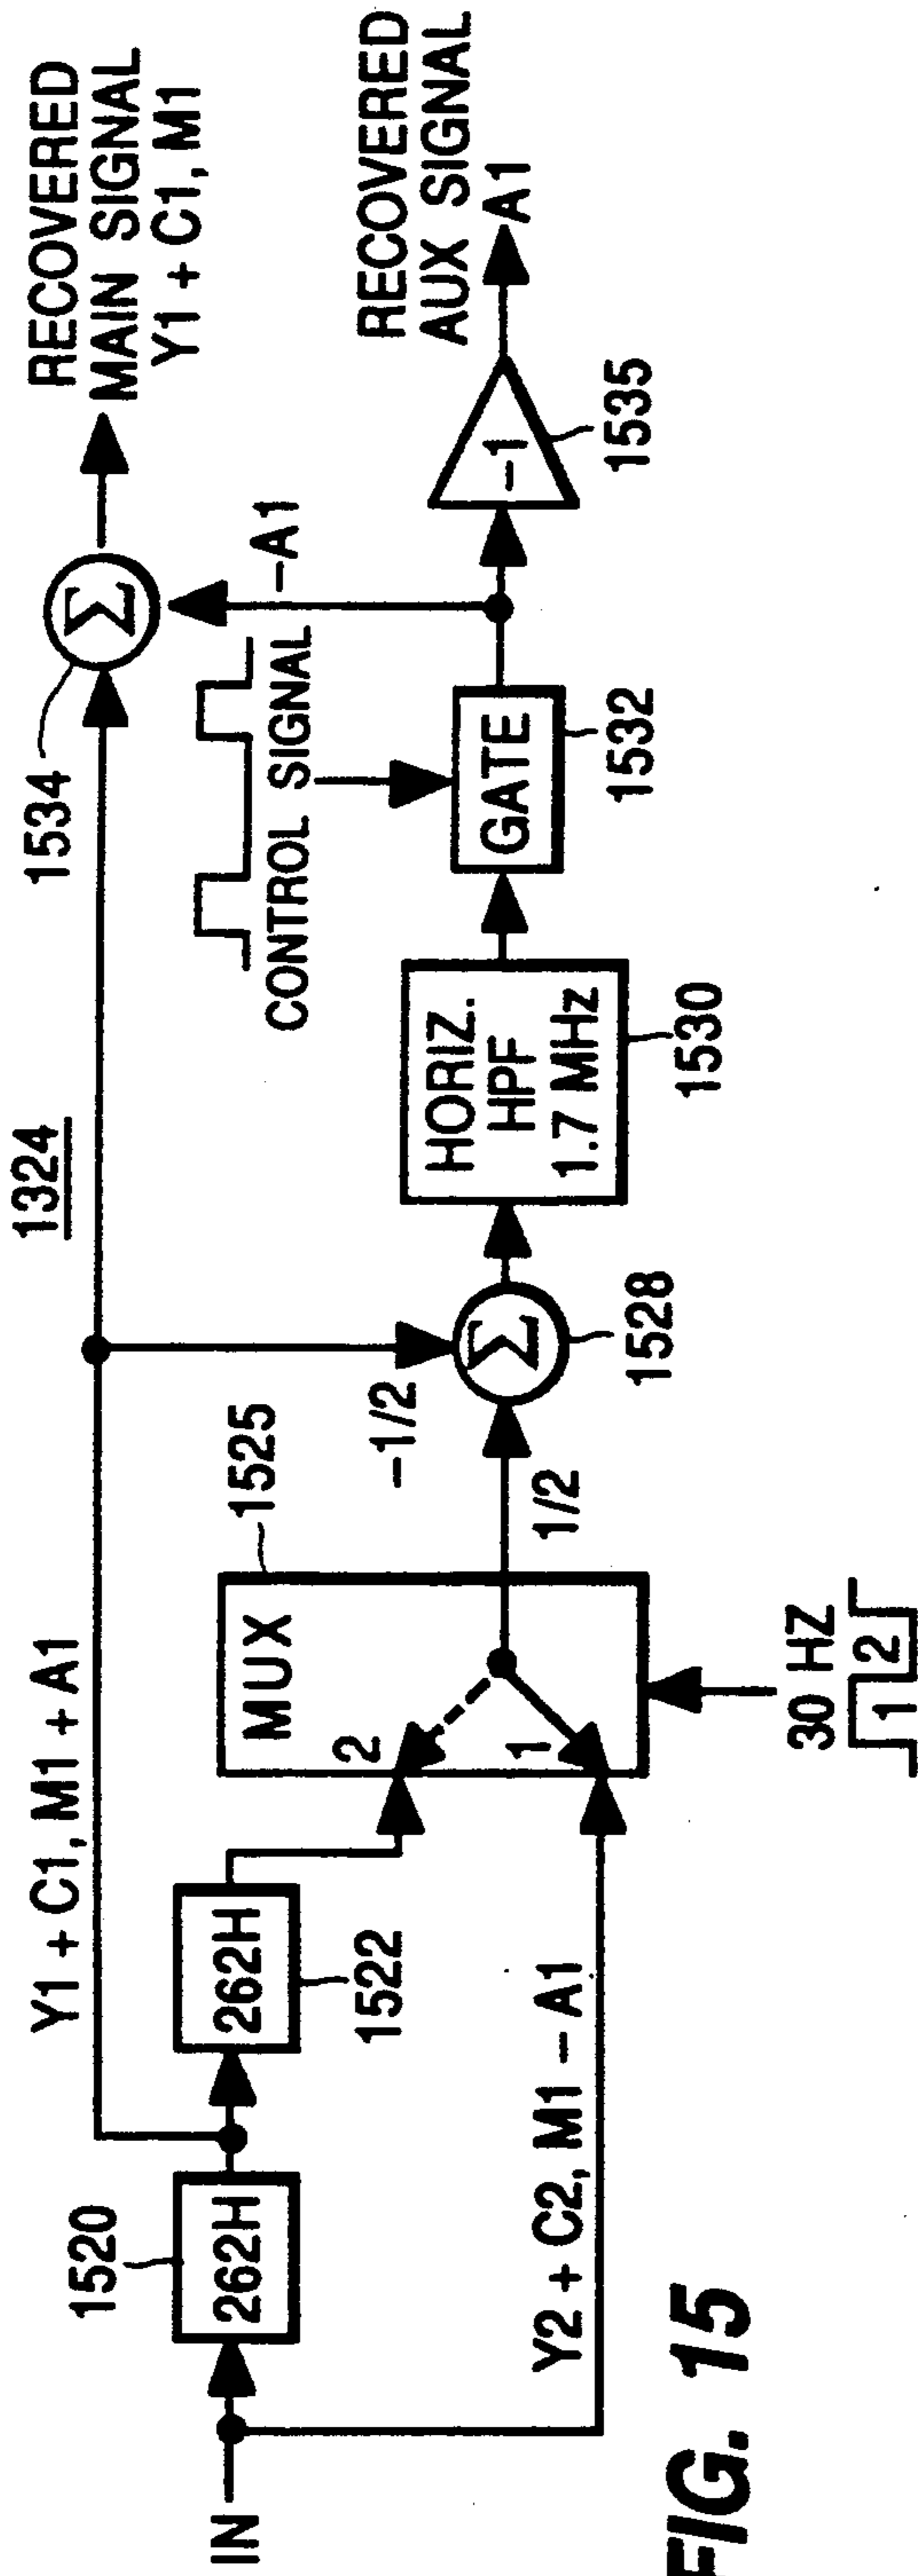 1324
IN
1520
262H
262H
1522
Y1 + C1, M1 + A1
Y2 + C2, M1 – A1
MUX
2
1
1525
30 HZ
1 2
1/2
–1/2
1528
HORIZ.
HPF
1.7 MHz
1530
CONTROL SIGNAL
GATE
1532
–A1
1534
–1
1535
RECOVERED
MAIN SIGNAL
Y1 + C1, M1
RECOVERED
AUX SIGNAL
A1
Σ
Σ
FIG. 15